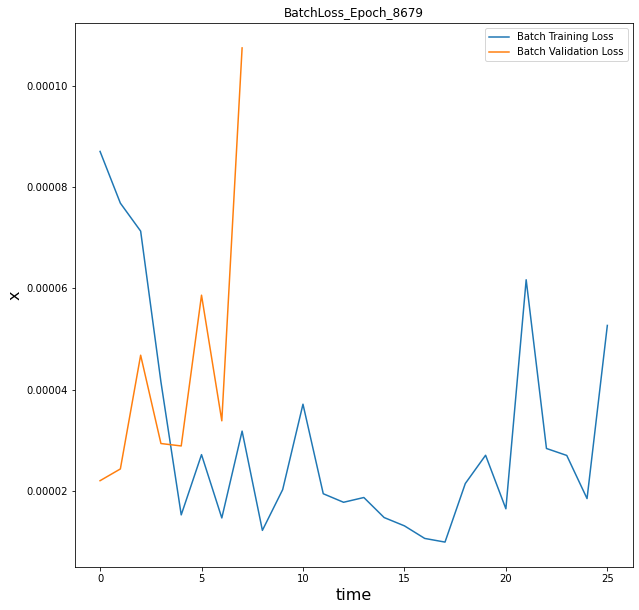 BatchLoss_Epoch_8679
Batch Training Loss
Batch Validation Loss
0.00010
0.00008
0.00006
0.00004
0.00002
x
0 5 10 15 20 25
time